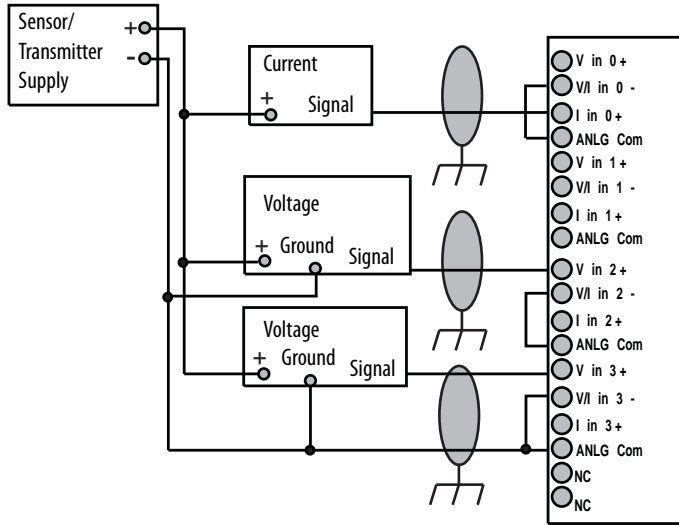 Sensor/
Transmitter
Supply
+
-
Current
+
Signal
Voltage
+ Ground
Signal
Voltage
+ Ground
Signal
V in 0 +
V/I in 0 -
I in 0 +
ANLG Com
V in 1 +
V/I in 1 -
I in 1 +
ANLG Com
V in 2 +
V/I in 2 -
I in 2 +
ANLG Com
V in 3 +
V/I in 3 -
I in 3 +
ANLG Com
NC
NC